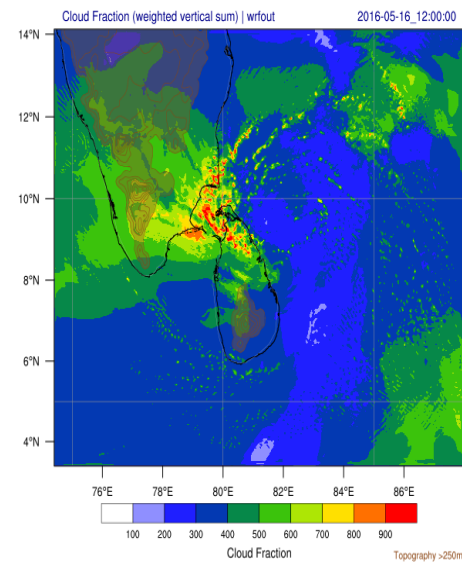 Cloud Fraction (weighted vertical sum) | wrfout 2016-05-16_12:00:00
14°N
12°N
10°N
8°N
6°N
4°N
76°E 78°E 80°E 82°E 84°E 86°E
100 200 300 400 500 600 700 800 900
Cloud Fraction
Topography >250m